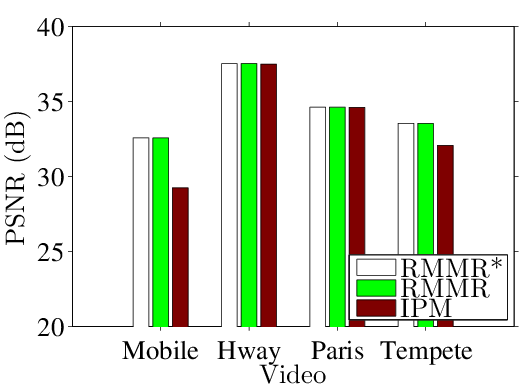 40
35
30
25
20
PSNR (dB)
RMMR*
RMMR
IPM
Mobile Hway Paris Tempete
Video